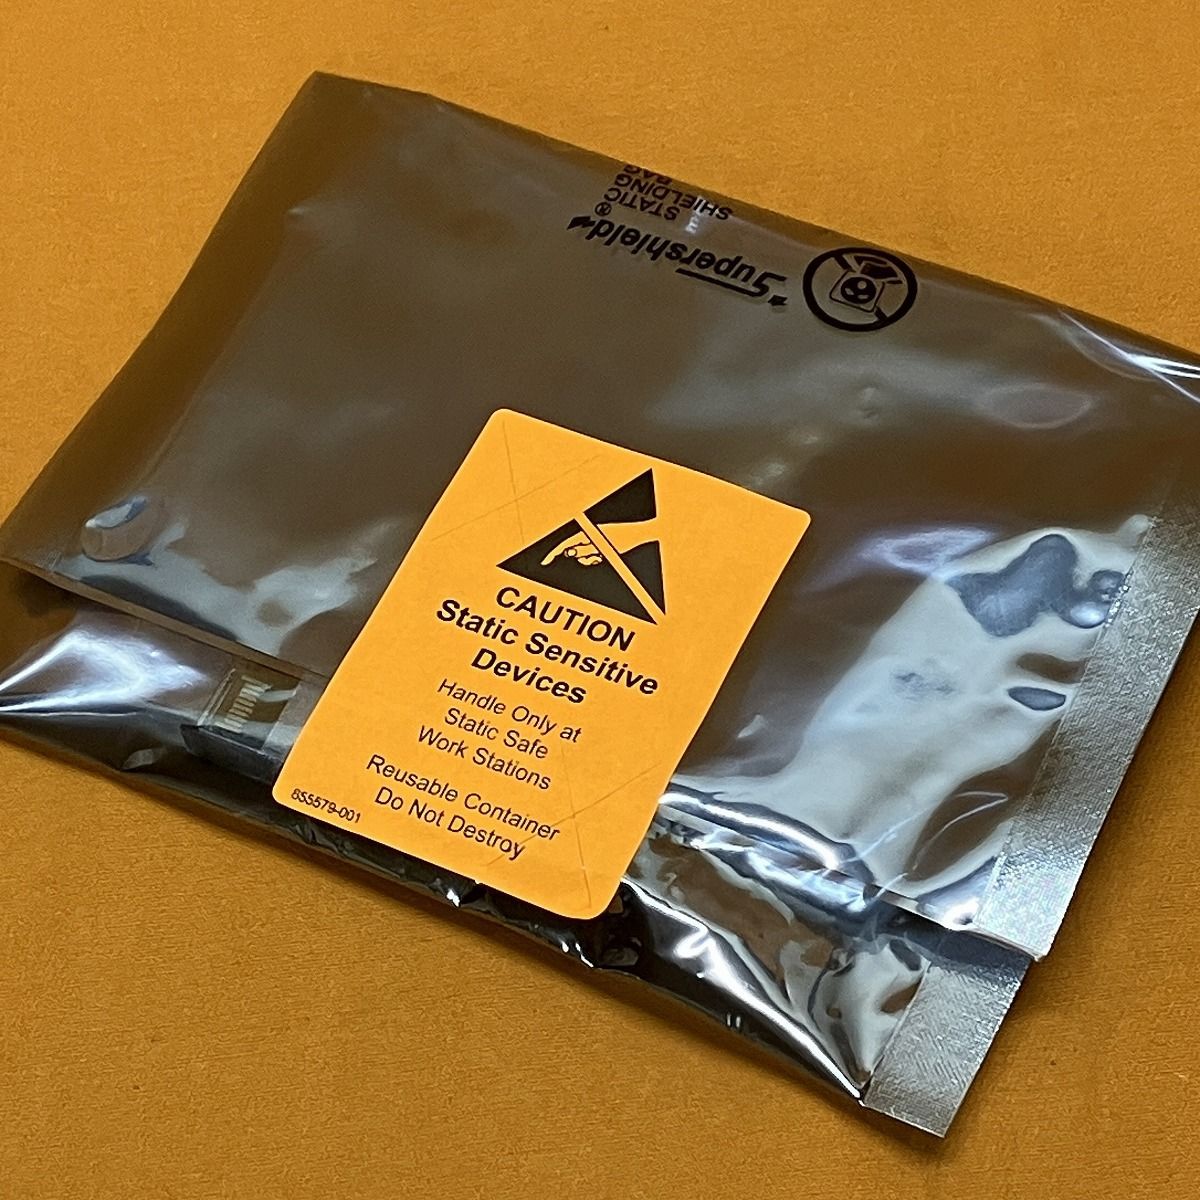 Supershield®
STATIC
SHIELDING
BAG
CAUTION
Static Sensitive
Devices
Handle Only at
Static Safe
Work Stations
Reusable Container
Do Not Destroy
855579-001